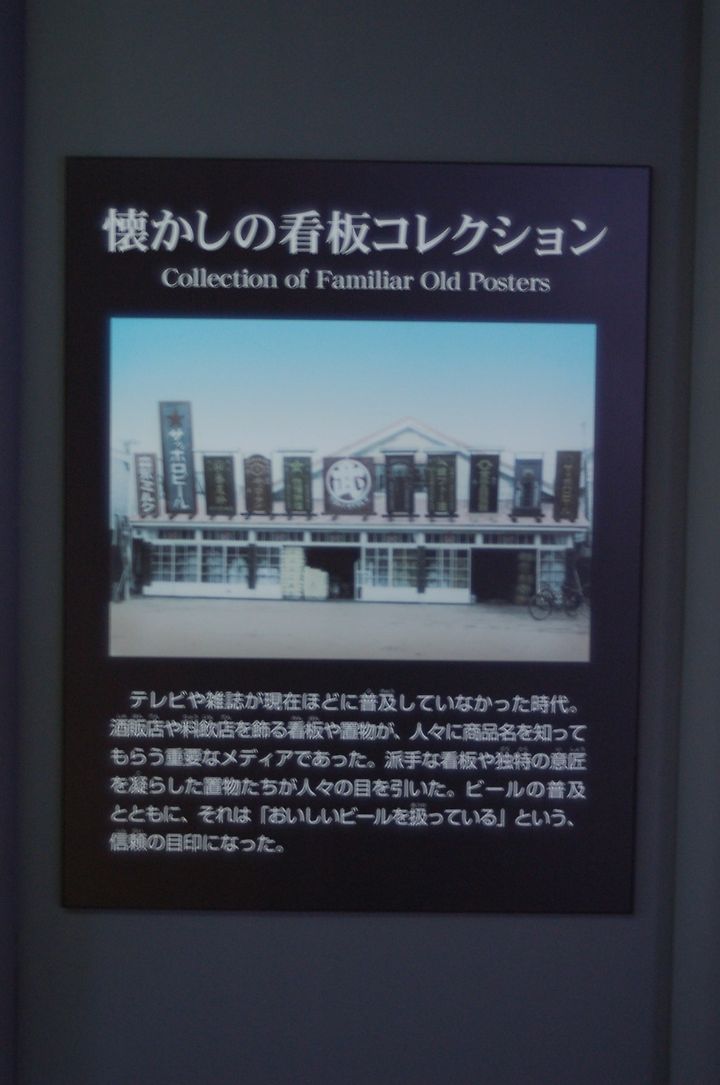 懐かしの看板コレクション
Collection of Familiar Old Posters
サッポロビール
テレビや雑誌が現在ほどに普及していなかった時代。
酒販店や料飲店を飾る看板や置物が、人々に商品名を知って
もらう重要なメディアであった。派手な看板や独特の意匠
を凝らした置物たちが人々の目を引いた。ビールの普及
とともに、それは「おいしいビールを扱っている」という、
信頼の目印になった。